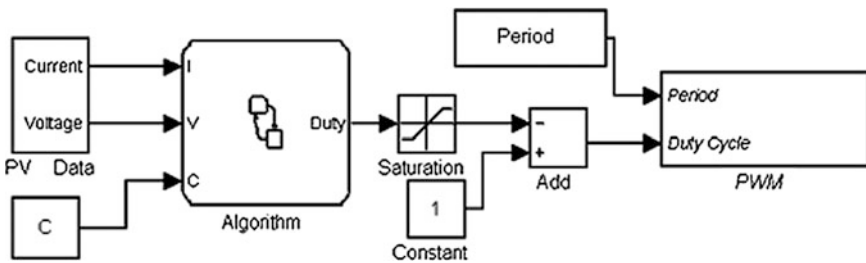 Current
Voltage
PV Data
C
I
V
C
Duty
Algorithm
Saturation
1
Constant
Period
−
+
Add
Period
Duty Cycle
PWM